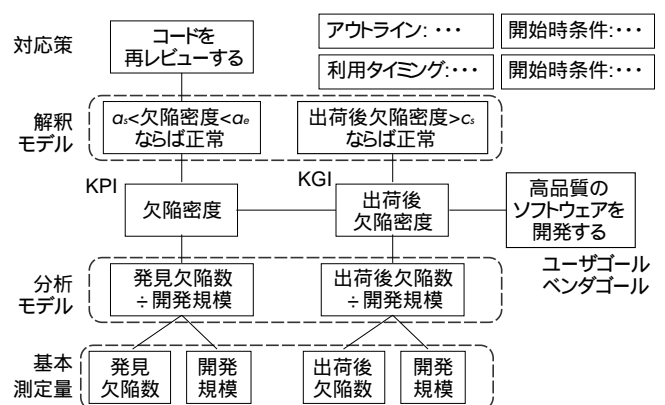 対応策
コードを
再レビューする
アウトライン: ・・・
開始時条件:・・・
利用タイミング:・・・
開始時条件:・・・
解釈
モデル
as<欠陥密度<ae
ならば正常
出荷後欠陥密度>cs
ならば正常
KPI
欠陥密度
KGI
出荷後
欠陥密度
高品質の
ソフトウェアを
開発する
ユーザゴール
ベンダゴール
分析
モデル
発見欠陥数
÷開発規模
出荷後欠陥数
÷開発規模
基本
測定量
発見
欠陥数
開発
規模
出荷後
欠陥数
開発
規模